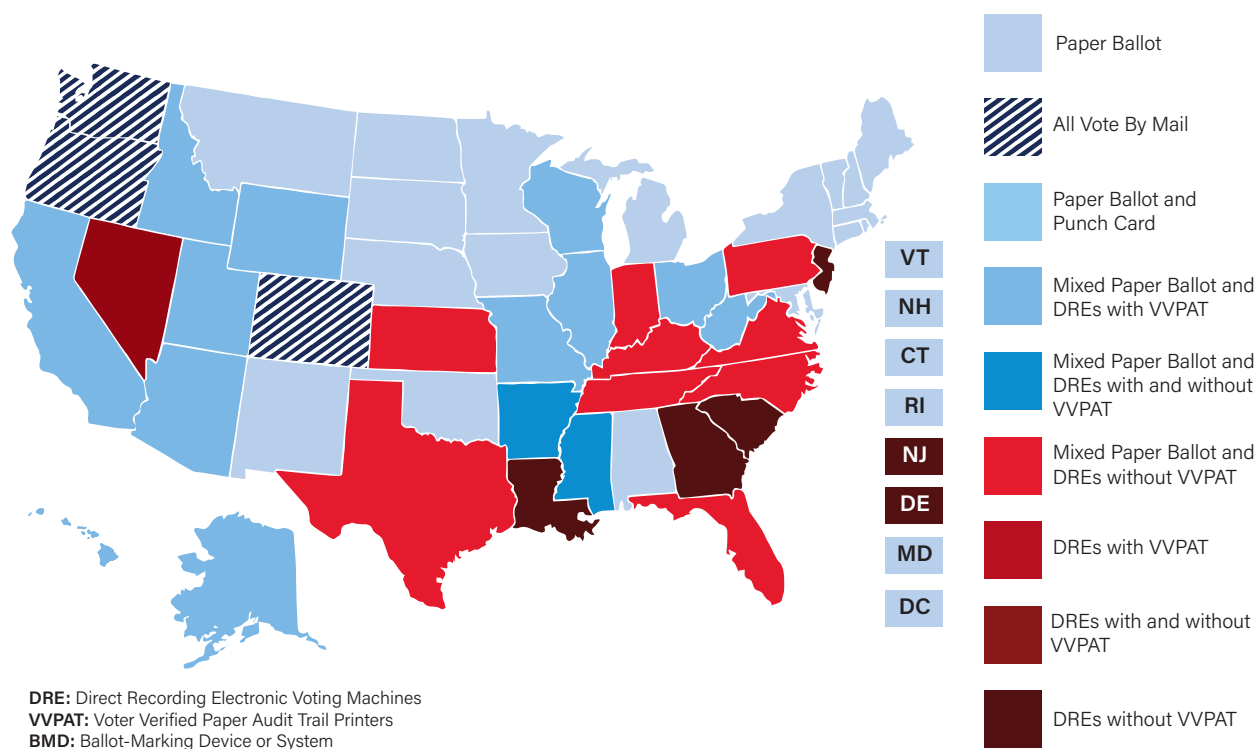 Paper Ballot
All Vote By Mail
Paper Ballot and
Punch Card
Mixed Paper Ballot and
DREs with VVPAT
Mixed Paper Ballot and
DREs with and without
VVPAT
Mixed Paper Ballot and
DREs without VVPAT
DREs with VVPAT
DREs with and without
VVPAT
DREs without VVPAT
VT
NH
CT
RI
NJ
DE
MD
DC
DRE: Direct Recording Electronic Voting Machines
VVPAT: Voter Verified Paper Audit Trail Printers
BMD: Ballot-Marking Device or System